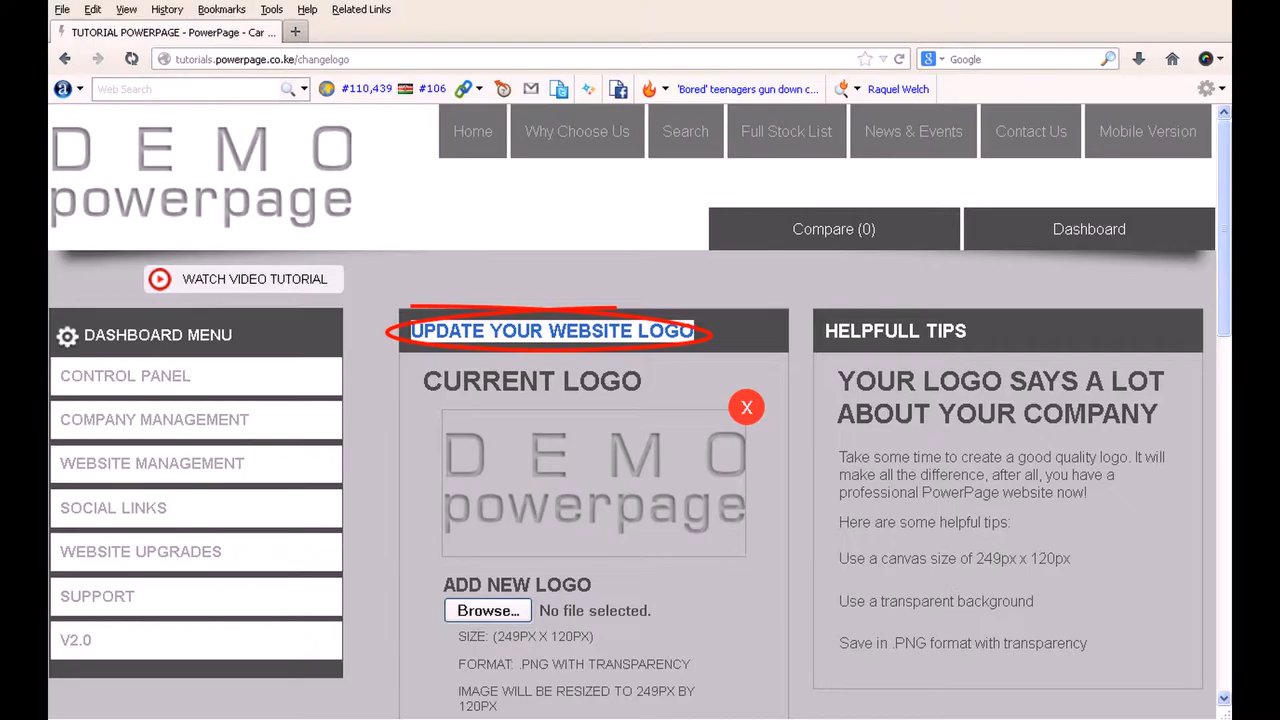 File Edit View History Bookmarks Tools Help Related Links
TUTORIAL POWERPAGE - PowerPage - Car ...
tutorials.powerpage.co.ke/changelogo
Google
Web Search
#110,439
#106
'Bored' teenagers gun down c...
Raquel Welch
DEMO
powerpage
Home
Why Choose Us
Search
Full Stock List
News & Events
Contact Us
Mobile Version
Compare (0)
Dashboard
WATCH VIDEO TUTORIAL
DASHBOARD MENU
CONTROL PANEL
COMPANY MANAGEMENT
WEBSITE MANAGEMENT
SOCIAL LINKS
WEBSITE UPGRADES
SUPPORT
V2.0
UPDATE YOUR WEBSITE LOGO
CURRENT LOGO
X
DEMO
powerpage
ADD NEW LOGO
Browse... No file selected.
SIZE: (249PX X 120PX)
FORMAT: .PNG WITH TRANSPARENCY
IMAGE WILL BE RESIZED TO 249PX BY
120PX
HELPFULL TIPS
YOUR LOGO SAYS A LOT
ABOUT YOUR COMPANY
Take some time to create a good quality logo. It will
make all the difference, after all, you have a
professional PowerPage website now!
Here are some helpful tips:
Use a canvas size of 249px x 120px
Use a transparent background
Save in .PNG format with transparency